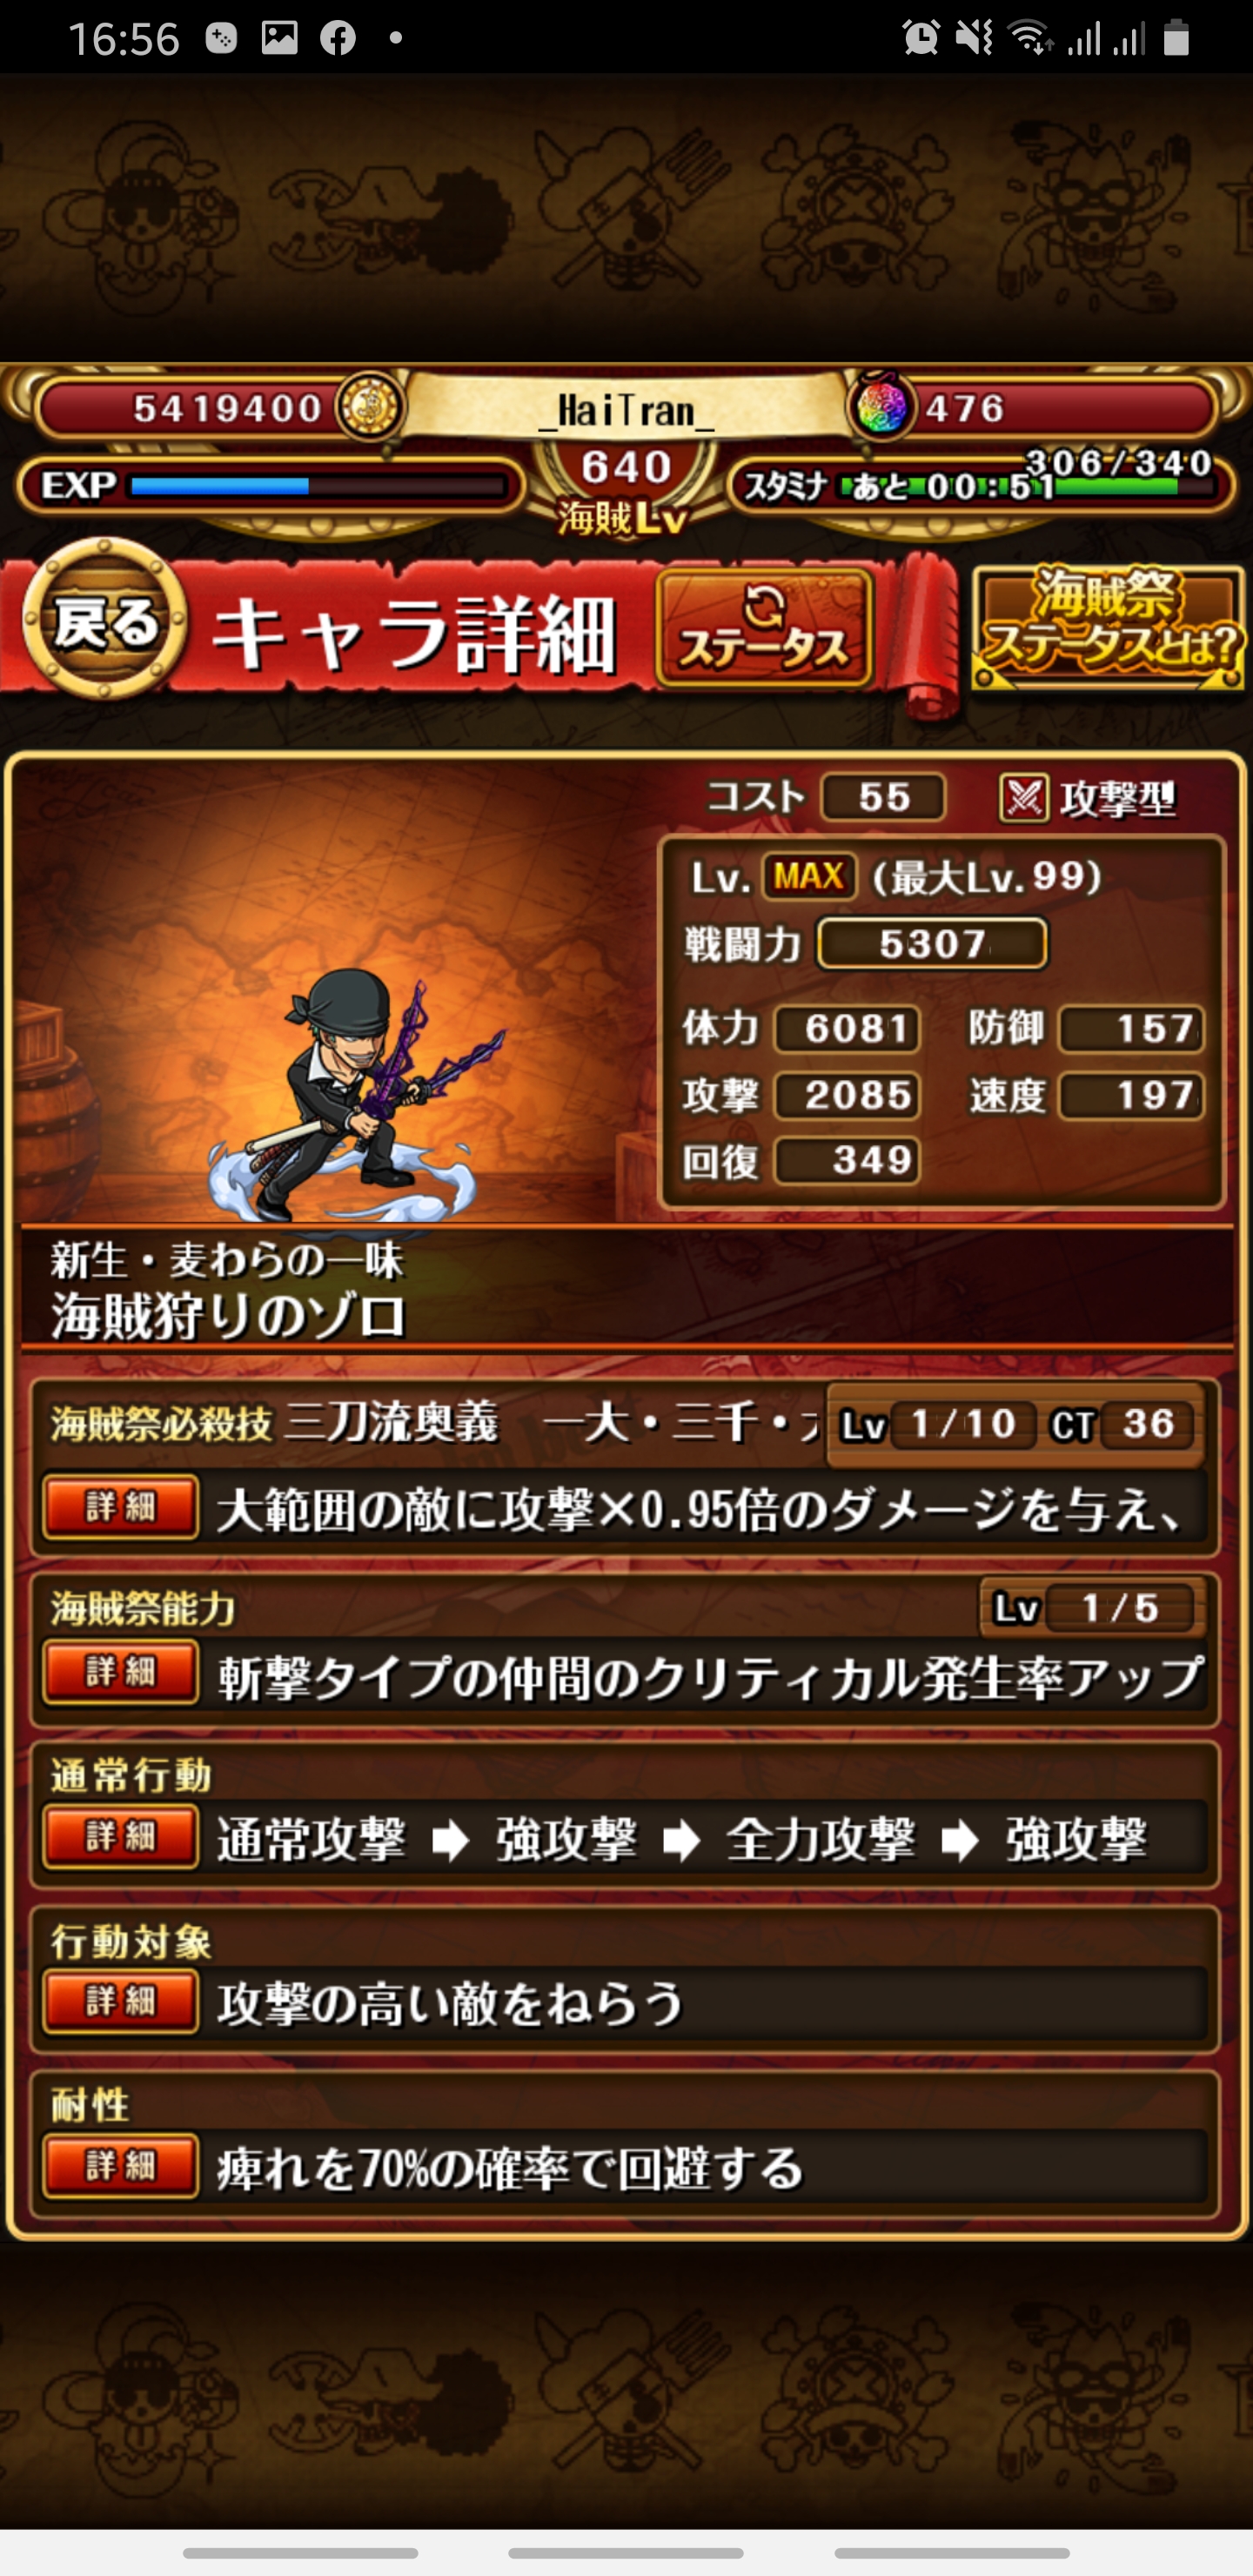 16:56
5419400 _HaiTran_ 476
EXP 640 スタミナ あと 00:51 306/340
海賊Lv
戻る キャラ詳細 ステータス 海賊祭ステータスとは?
コスト 55 攻撃型
Lv. MAX (最大Lv.99)
戦闘力 5307
体力 6081 防御 157
攻撃 2085 速度 197
回復 349
新生・麦わらの一味
海賊狩りのゾロ
海賊祭必殺技 三刀流奥義 一大・三千・ Lv 1/10 CT 36
詳細 大範囲の敵に攻撃×0.95倍のダメージを与え、
海賊祭能力 Lv 1/5
詳細 斬撃タイプの仲間のクリティカル発生率アップ
通常行動
詳細 通常攻撃 ➡ 強攻撃 ➡ 全力攻撃 ➡ 強攻撃
行動対象
詳細 攻撃の高い敵をねらう
耐性
詳細 痺れを70%の確率で回避する